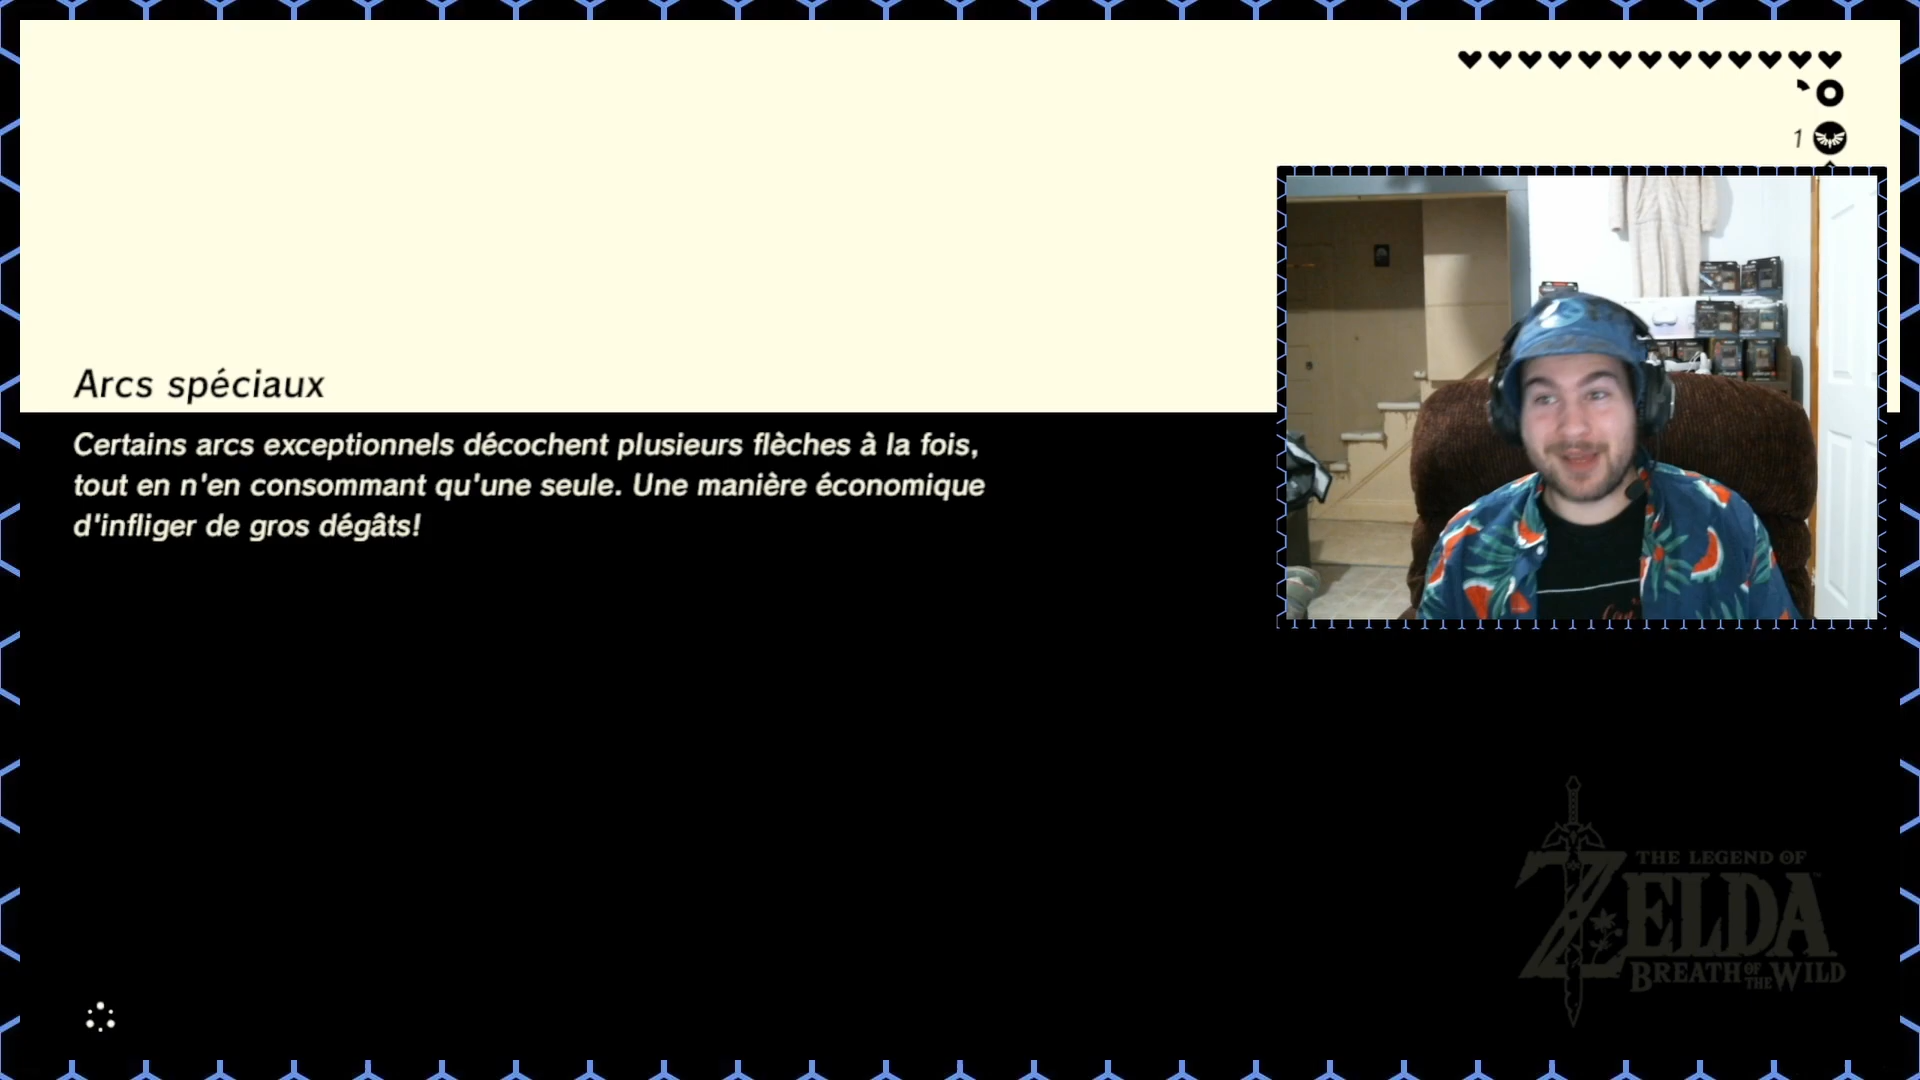 1
Arcs spéciaux
Certains arcs exceptionnels décochent plusieurs flèches à la fois,
tout en n'en consommant qu'une seule. Une manière économique
d'infliger de gros dégâts!
THE LEGEND OF
ZELDA
BREATH OF THE WILD